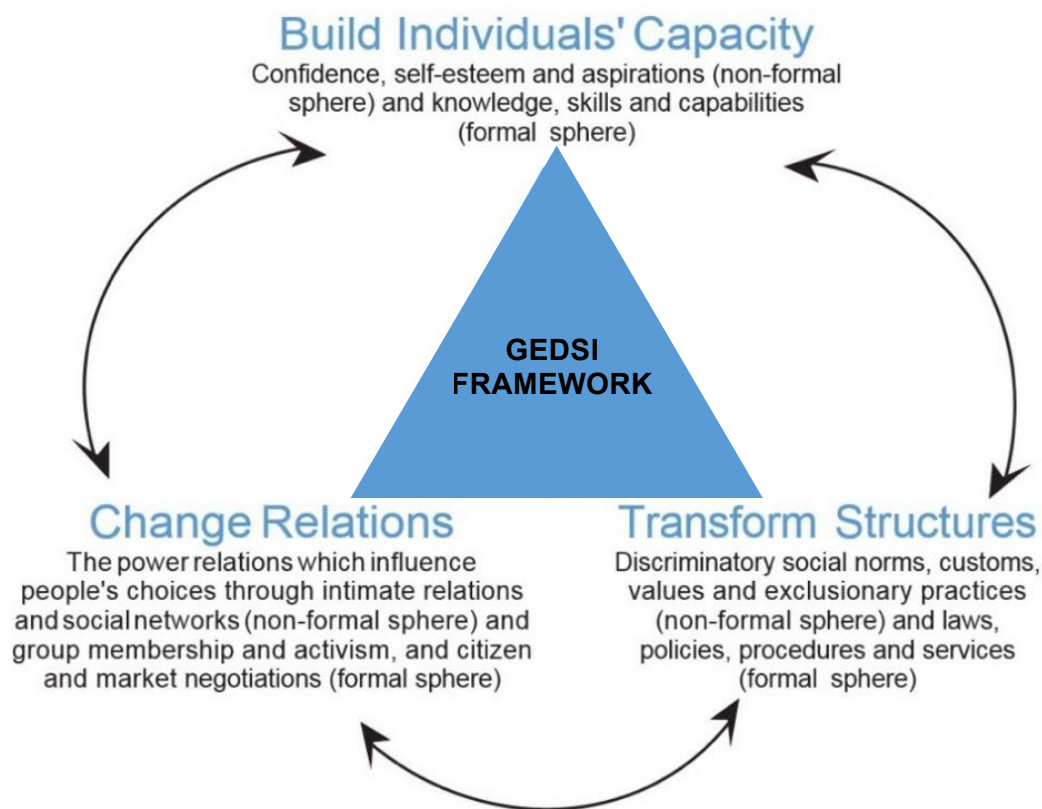 Build Individuals' Capacity
Confidence, self-esteem and aspirations (non-formal
sphere) and knowledge, skills and capabilities
(formal sphere)
GEDSI
FRAMEWORK
Change Relations
The power relations which influence
people's choices through intimate relations
and social networks (non-formal sphere) and
group membership and activism, and citizen
and market negotiations (formal sphere)
Transform Structures
Discriminatory social norms, customs,
values and exclusionary practices
(non-formal sphere) and laws,
policies, procedures and services
(formal sphere)